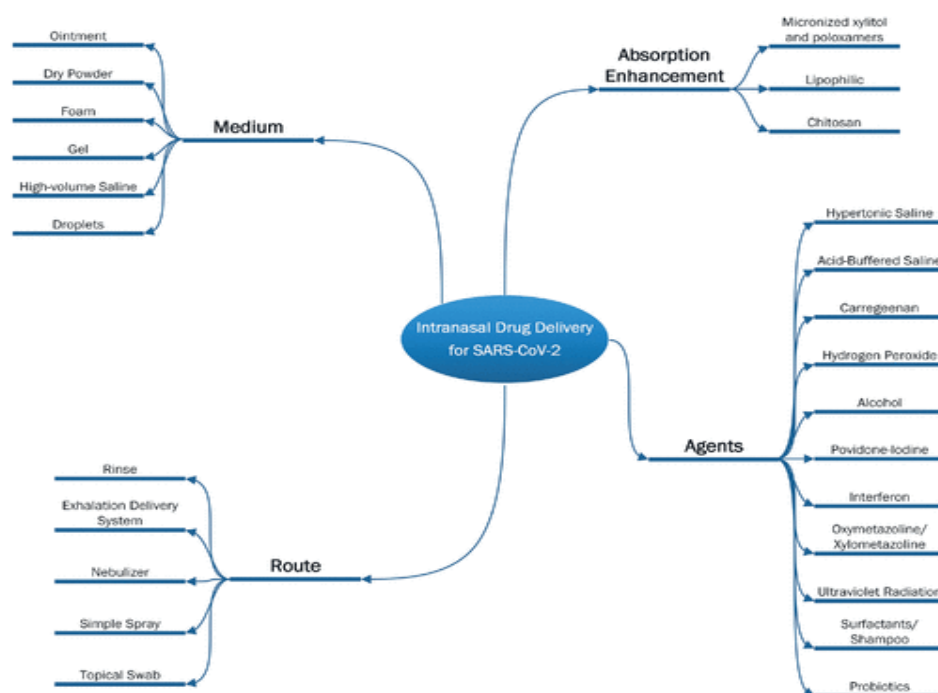 Ointment
Dry Powder
Foam
Gel
High-volume Saline
Droplets
Medium
Absorption
Enhancement
Micronized xylitol
and poloxamers
Lipophilic
Chitosan
Intranasal Drug Delivery
for SARS-CoV-2
Agents
Hypertonic Saline
Acid-Buffered Saline
Carregeenan
Hydrogen Peroxide
Alcohol
Povidone-Iodine
Interferon
Oxymetazoline/
Xylometazoline
Ultraviolet Radiation
Surfactants/
Shampoo
Probiotics
Route
Rinse
Exhalation Delivery
System
Nebulizer
Simple Spray
Topical Swab